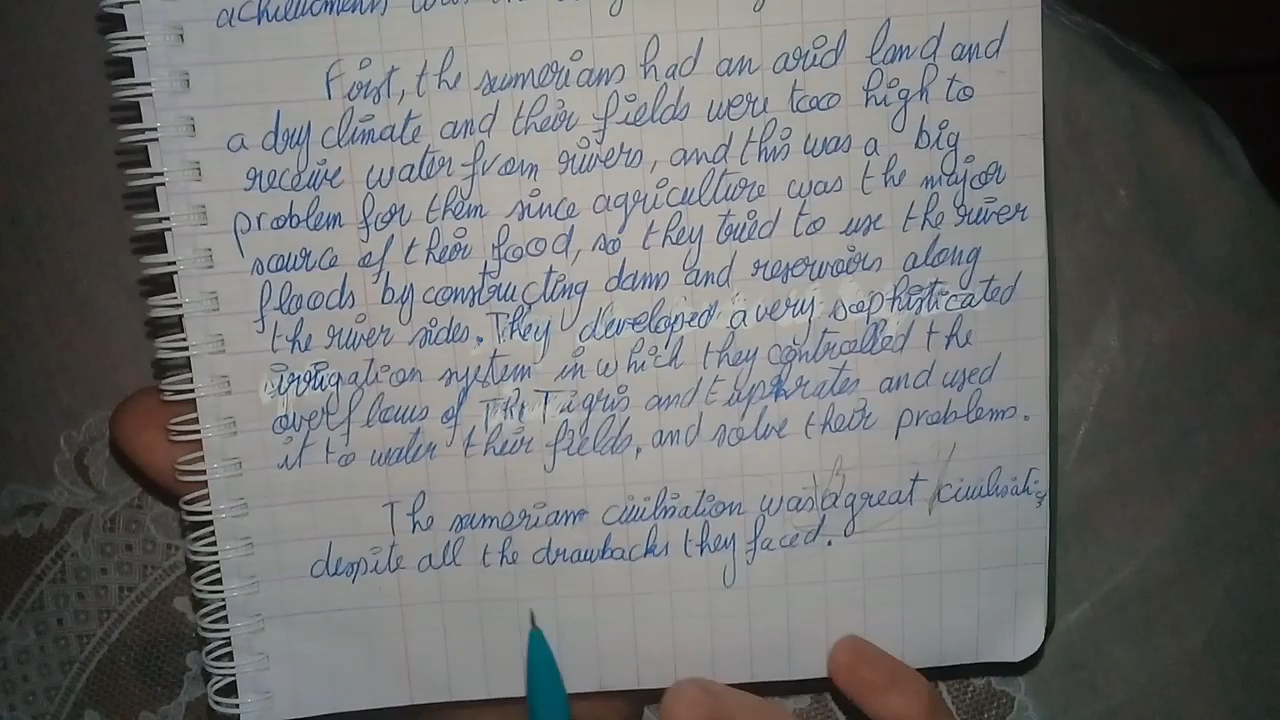 achievements
First, the sumerians had an arid land and
a dry climate and their fields were too high to
receive water from rivers, and this was a big
problem for them since agriculture was the major
source of their food, so they tried to use the river
floods by constructing dams and reservoirs along
the river sides. They developed a very sophisticated
irrigation system in which they controlled the
overflows of The Tigris and Euphrates and used
it to water their fields, and solve their problems.
The sumerian civilisation was a great civilisation
despite all the drawbacks they faced.